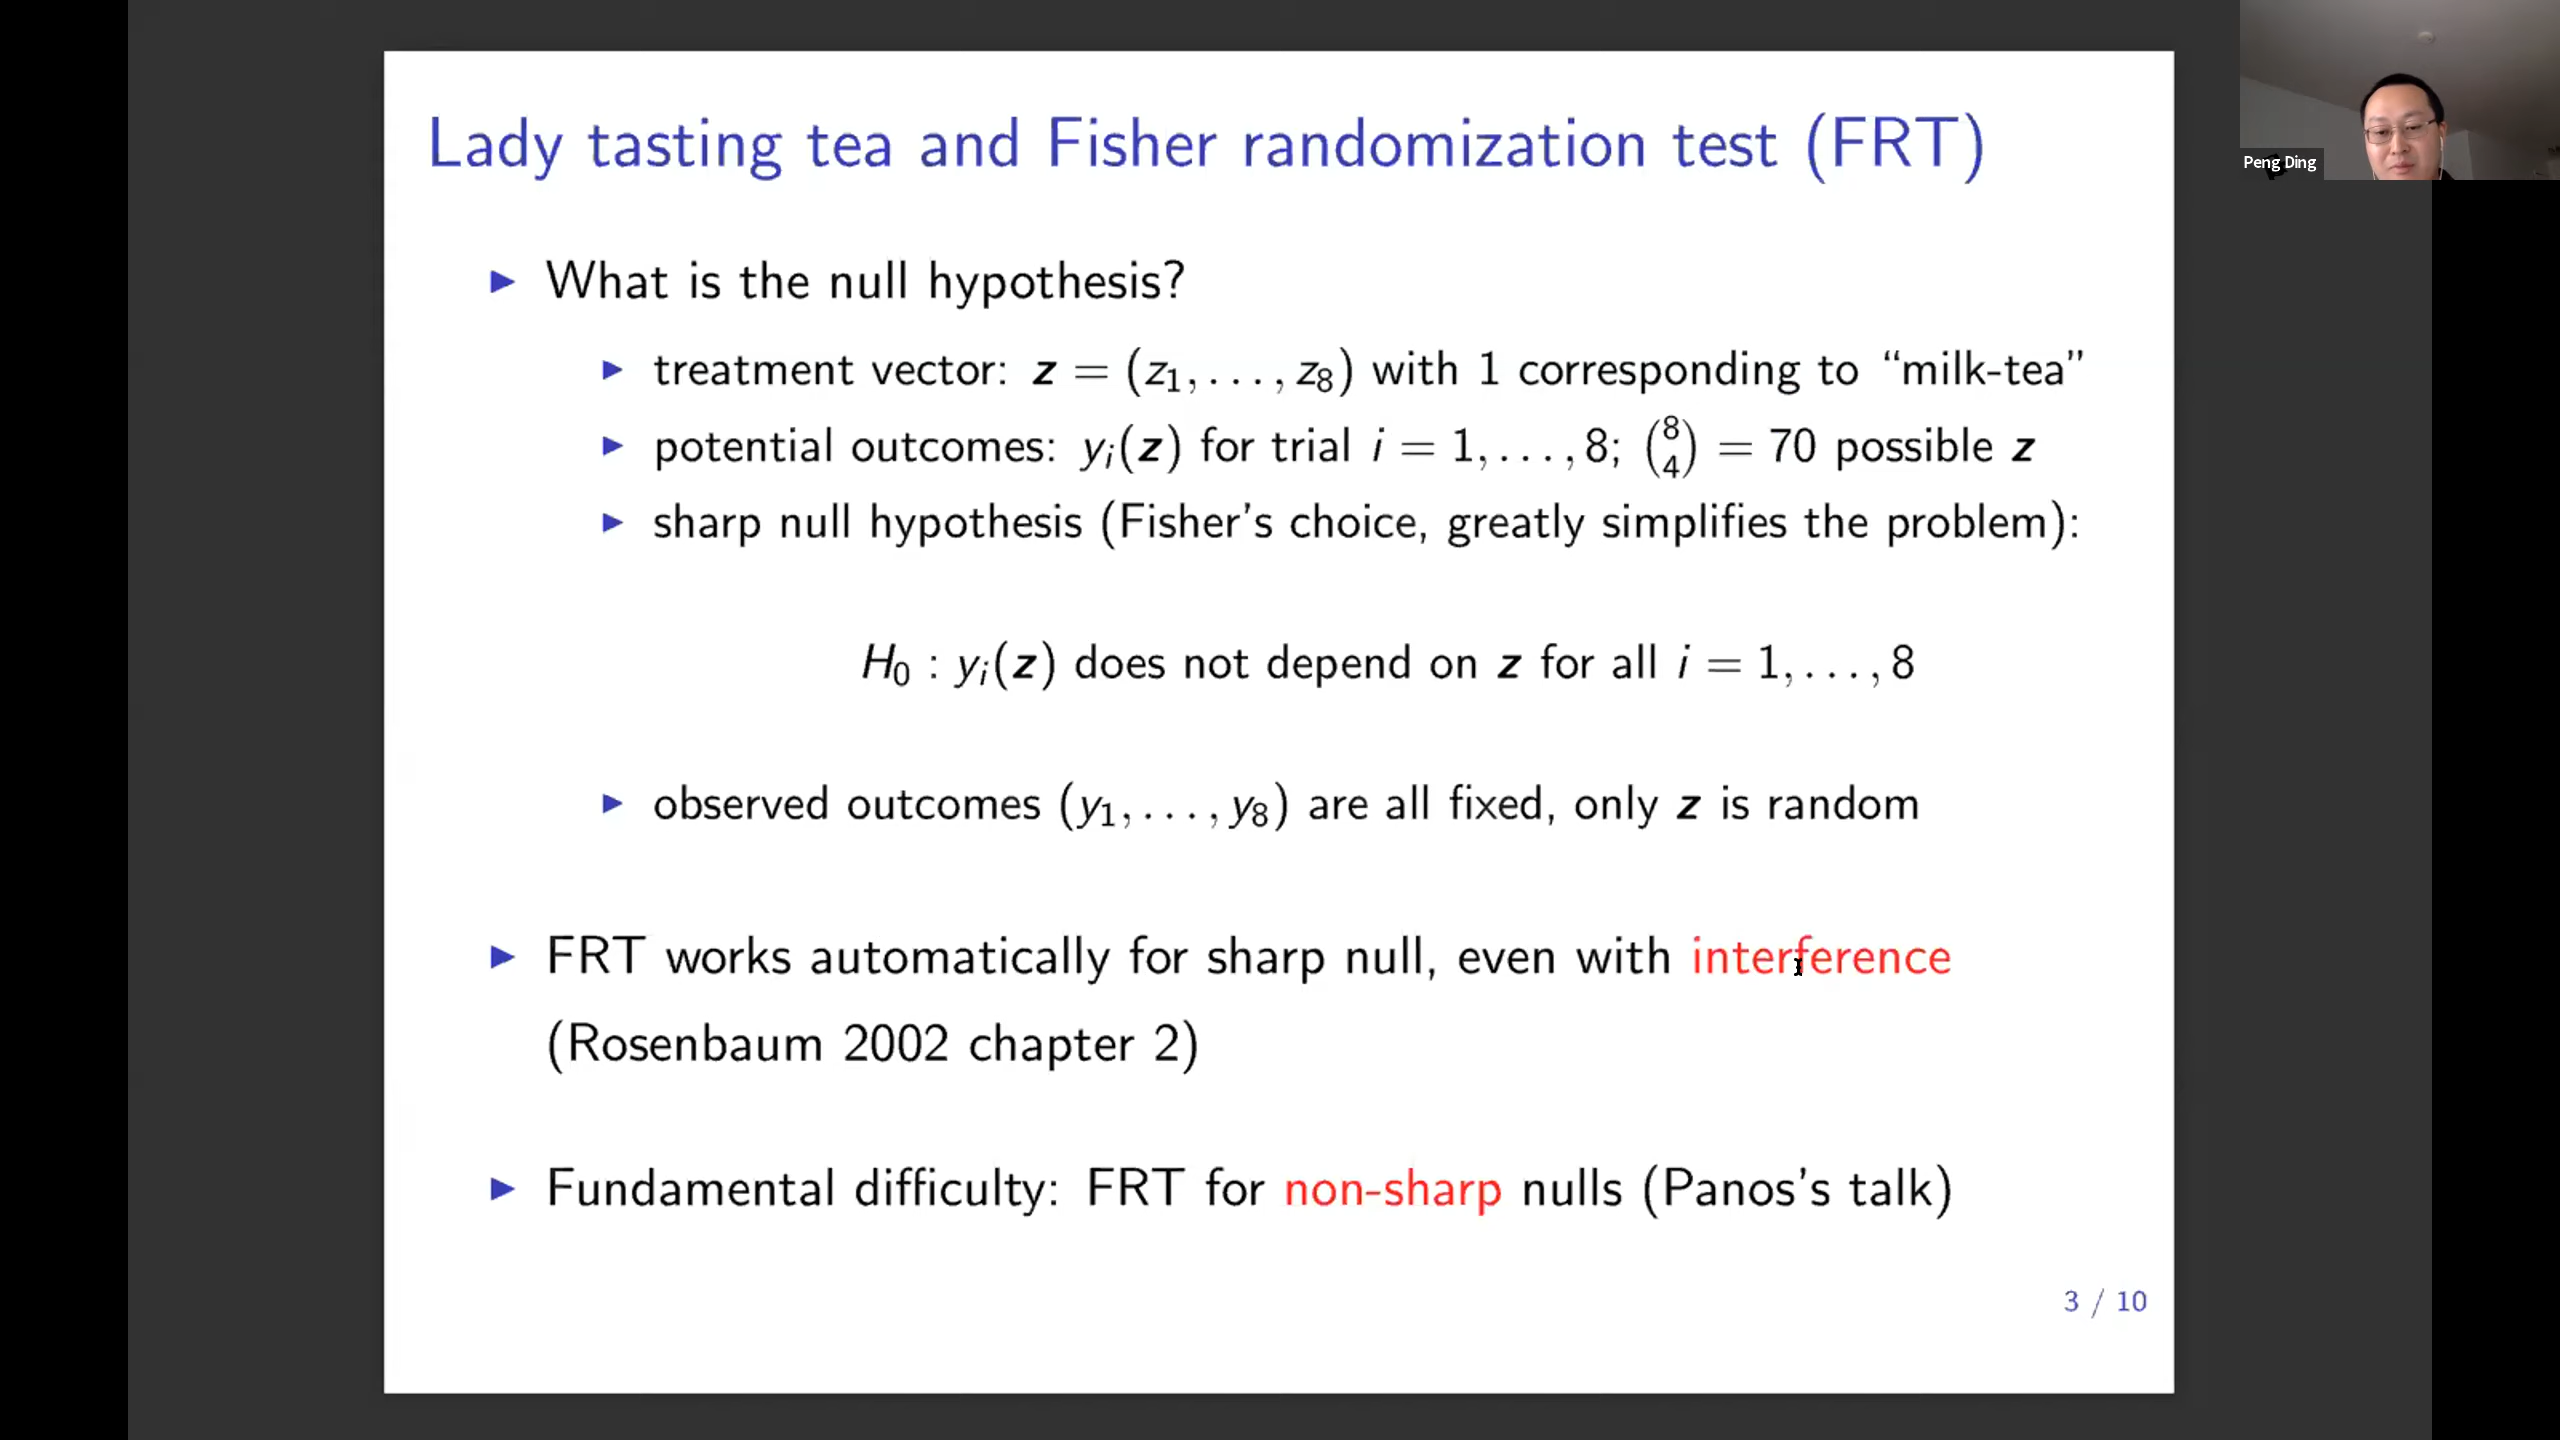 Lady tasting tea and Fisher randomization test (FRT)
Peng Ding
► What is the null hypothesis?
► treatment vector: z = (z₁, . . . , z₈) with 1 corresponding to “milk-tea”
► potential outcomes: yᵢ(z) for trial i = 1, . . . , 8; (8 4) = 70 possible z
► sharp null hypothesis (Fisher’s choice, greatly simplifies the problem):
H₀ : yᵢ(z) does not depend on z for all i = 1, . . . , 8
► observed outcomes (y₁, . . . , y₈) are all fixed, only z is random
► FRT works automatically for sharp null, even with interference
(Rosenbaum 2002 chapter 2)
► Fundamental difficulty: FRT for non-sharp nulls (Panos’s talk)
3 / 10